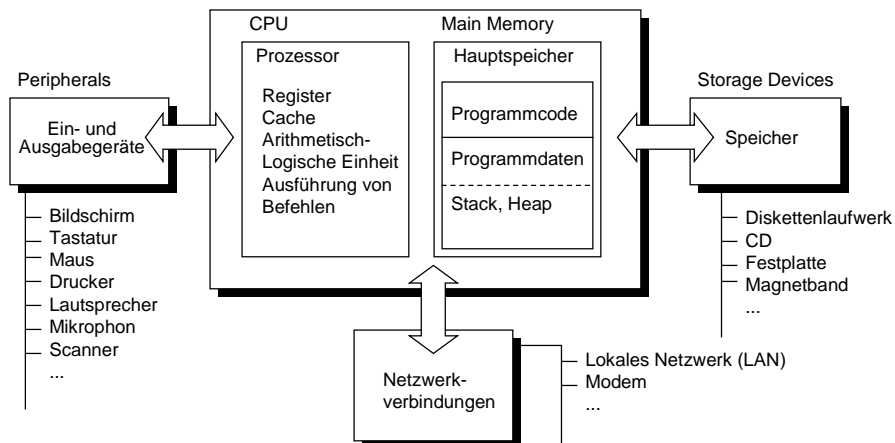 CPU
Main Memory
Prozessor
Register
Cache
Arithmetisch-
Logische Einheit
Ausführung von
Befehlen
Hauptspeicher
Programmcode
Programmdaten
Stack, Heap
Peripherals
Ein- und
Ausgabegeräte
Bildschirm
Tastatur
Maus
Drucker
Lautsprecher
Mikrophon
Scanner
...
Storage Devices
Speicher
Diskettenlaufwerk
CD
Festplatte
Magnetband
...
Netzwerk-
verbindungen
Lokales Netzwerk (LAN)
Modem
...